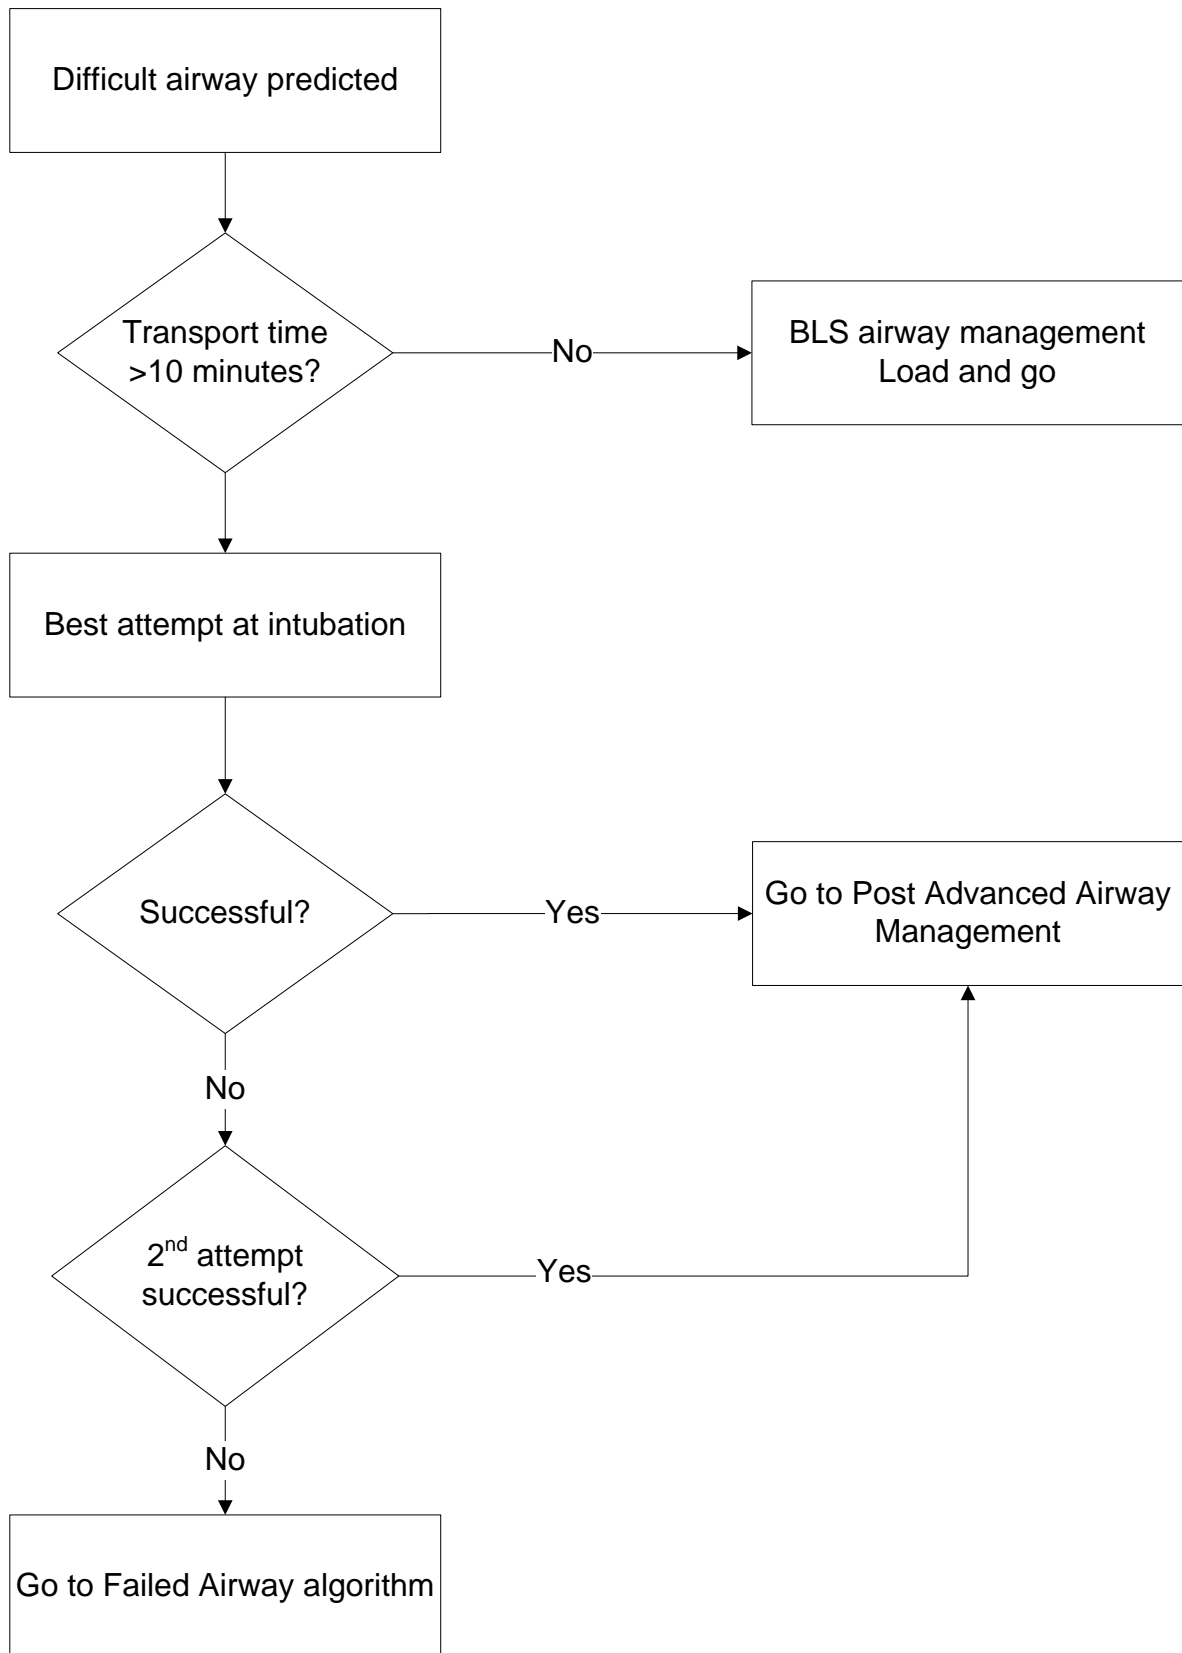 Difficult airway predicted
Transport time
>10 minutes?
No
BLS airway management
Load and go
Best attempt at intubation
Successful?
Yes
Go to Post Advanced Airway
Management
No
2nd attempt
successful?
Yes
No
Go to Failed Airway algorithm